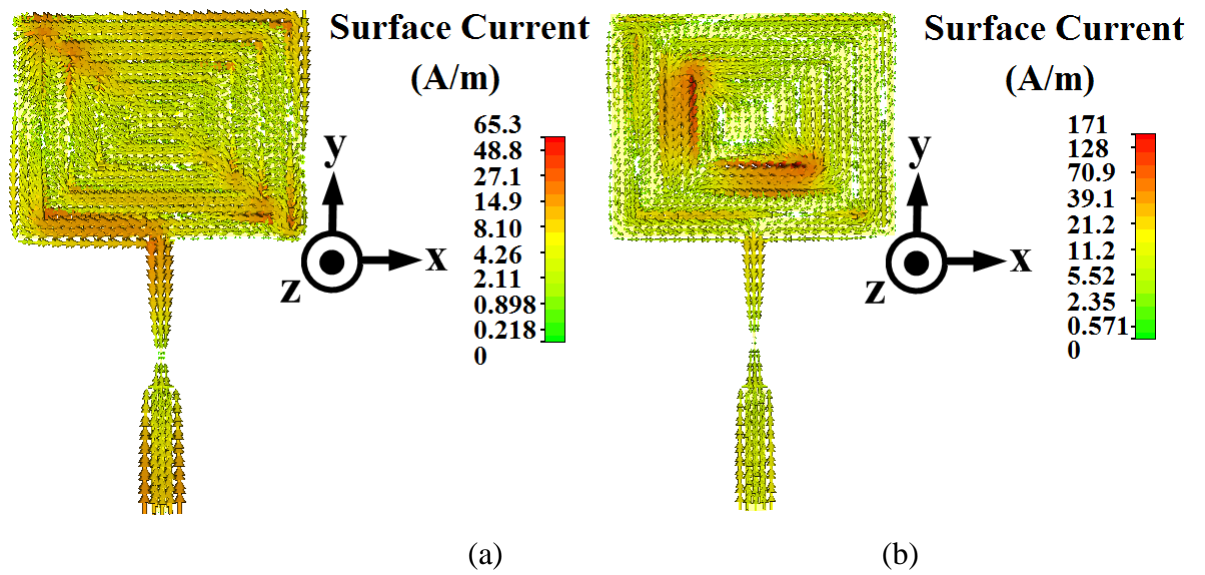 Surface Current
(A/m)
65.3
48.8
27.1
14.9
8.10
4.26
2.11
0.898
0.218
0
y
x
z
Surface Current
(A/m)
171
128
70.9
39.1
21.2
11.2
5.52
2.35
0.571
0
y
x
z
(a)
(b)